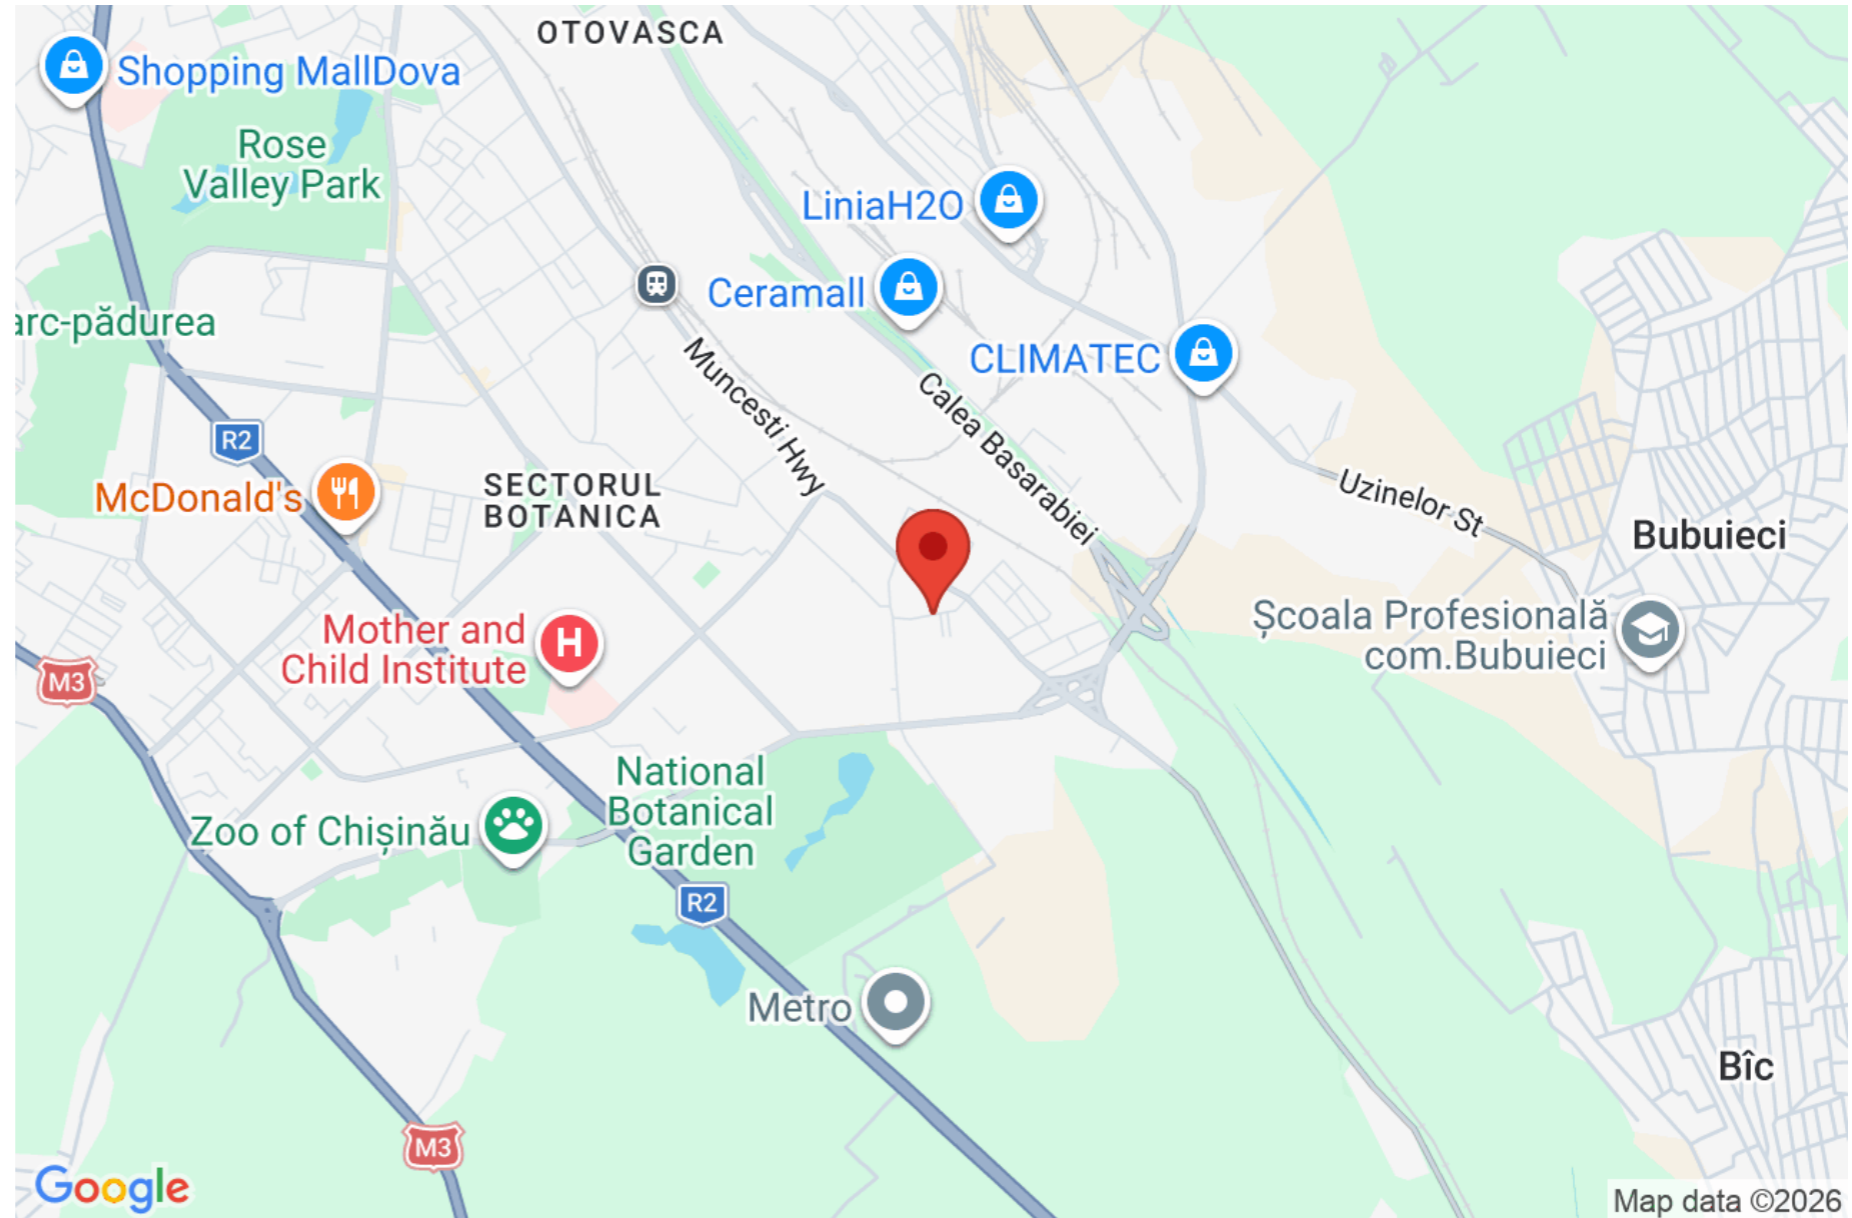 OTOVASCA
Shopping MallDova
Rose
Valley Park
LiniaH2O
Ceramall
arc-pădurea
CLIMATEC
Muncesti Hwy
Calea Basarabiei
R2
McDonald's
SECTORUL
BOTANICA
Uzinelor St
Bubuieci
Mother and
Child Institute
H
Școala Profesională
com.Bubuieci
M3
National
Botanical
Garden
Zoo of Chișinău
R2
Metro
Bîc
M3
Google
Map data ©2026